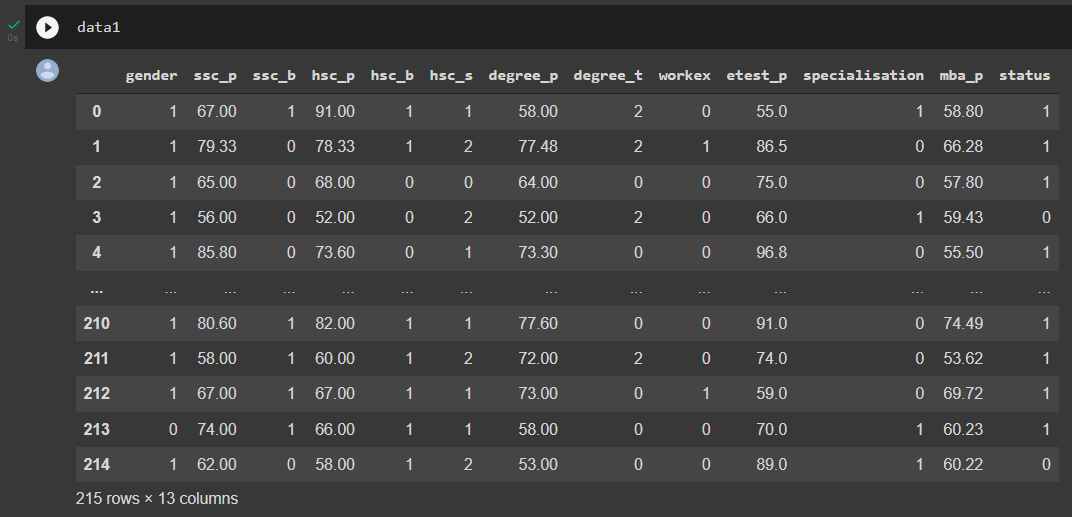 data1
0s
gender ssc_p ssc_b hsc_p hsc_b hsc_s degree_p degree_t workex etest_p specialisation mba_p status
0 1 67.00 1 91.00 1 1 58.00 2 0 55.0 1 58.80 1
1 1 79.33 0 78.33 1 2 77.48 2 1 86.5 0 66.28 1
2 1 65.00 0 68.00 0 0 64.00 0 0 75.0 0 57.80 1
3 1 56.00 0 52.00 0 2 52.00 2 0 66.0 1 59.43 0
4 1 85.80 0 73.60 0 1 73.30 0 0 96.8 0 55.50 1
... ... ... ... ... ... ... ... ... ... ... ... ... ...
210 1 80.60 1 82.00 1 1 77.60 0 0 91.0 0 74.49 1
211 1 58.00 1 60.00 1 2 72.00 2 0 74.0 0 53.62 1
212 1 67.00 1 67.00 1 1 73.00 0 1 59.0 0 69.72 1
213 0 74.00 1 66.00 1 1 58.00 0 0 70.0 1 60.23 1
214 1 62.00 0 58.00 1 2 53.00 0 0 89.0 1 60.22 0
215 rows × 13 columns